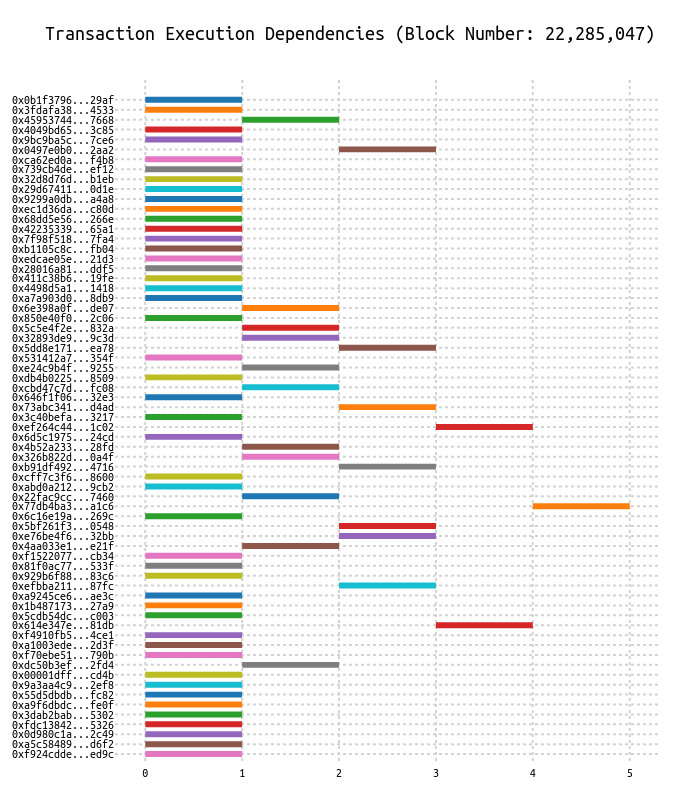 Transaction Execution Dependencies (Block Number: 22,285,047)
0x0b1f3796...29af
0x3fdafa38...4533
0x45953744...7668
0x4049bd65...3c85
0x9bc9ba5c...7ce6
0x0497e0b0...2aa2
0xca62ed0a...f4b8
0x739cb4de...ef12
0x32d8d76d...b1eb
0x29d67411...0d1e
0x9299a0db...a4a8
0xec1d36da...c80d
0x68dd5e56...266e
0x42235339...65a1
0x7f98f518...7fa4
0xb1105c8c...fb04
0xedcae05e...21d3
0x28016a81...ddf5
0x411c38b6...19fe
0x4498d5a1...1418
0xa7a903d0...8db9
0x6e398a0f...de07
0x850e40f0...2c06
0x5c5e4f2e...832a
0x32893de9...9c3d
0x5dd8e171...ea78
0x531412a7...354f
0xe24c9b4f...9255
0xdb4b0225...8509
0xcbd47c7d...fc08
0x646f1f06...32e3
0x73abc341...d4ad
0x3c40befa...3217
0xef264c44...1c02
0x6d5c1975...24cd
0x4b52a233...28fd
0x326b822d...0a4f
0xb91df492...4716
0xcff7c3f6...8600
0xabd0a212...9cb2
0x22fac9cc...7460
0x77db4ba3...a1c6
0x6c16e19a...269c
0x5bf261f3...0548
0xe76be4f6...32bb
0x4aa033e1...e21f
0xf1522077...cb34
0x81f0ac77...533f
0x929b6f88...83c6
0xefbba211...87fc
0xa9245ce6...ae3c
0x1b487173...27a9
0x5cdb54dc...c003
0x614e347e...81db
0xf4910fb5...4ce1
0xa1003ede...2d3f
0xf70ebe51...790b
0xdc50b3ef...2fd4
0x00001dff...cd4b
0x9a3aa4c9...2ef8
0x55d5dbdb...fc82
0xa9f6dbdc...fe0f
0x3dab2bab...5302
0xfdc13842...5326
0x0d980c1a...2c49
0xa5c58489...d6f2
0xf924cdde...ed9c
0 1 2 3 4 5